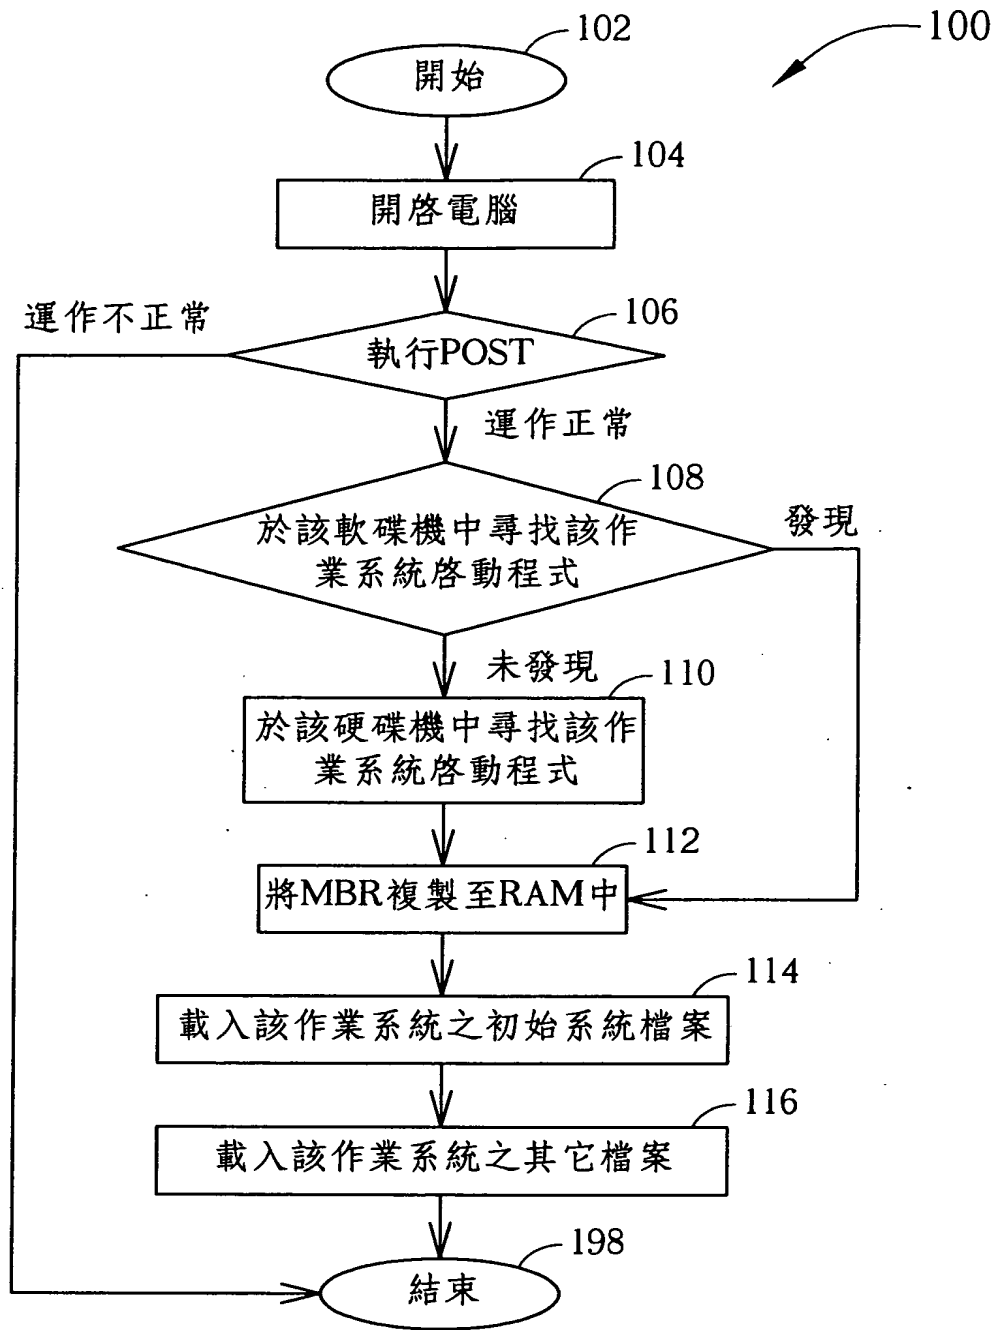 100
102
開始
104
開啓電腦
運作不正常
106
執行POST
運作正常
108
於該軟碟機中尋找該作
業系統啓動程式
發現
未發現
110
於該硬碟機中尋找該作
業系統啓動程式
112
將MBR複製至RAM中
114
載入該作業系統之初始系統檔案
116
載入該作業系統之其它檔案
198
結束